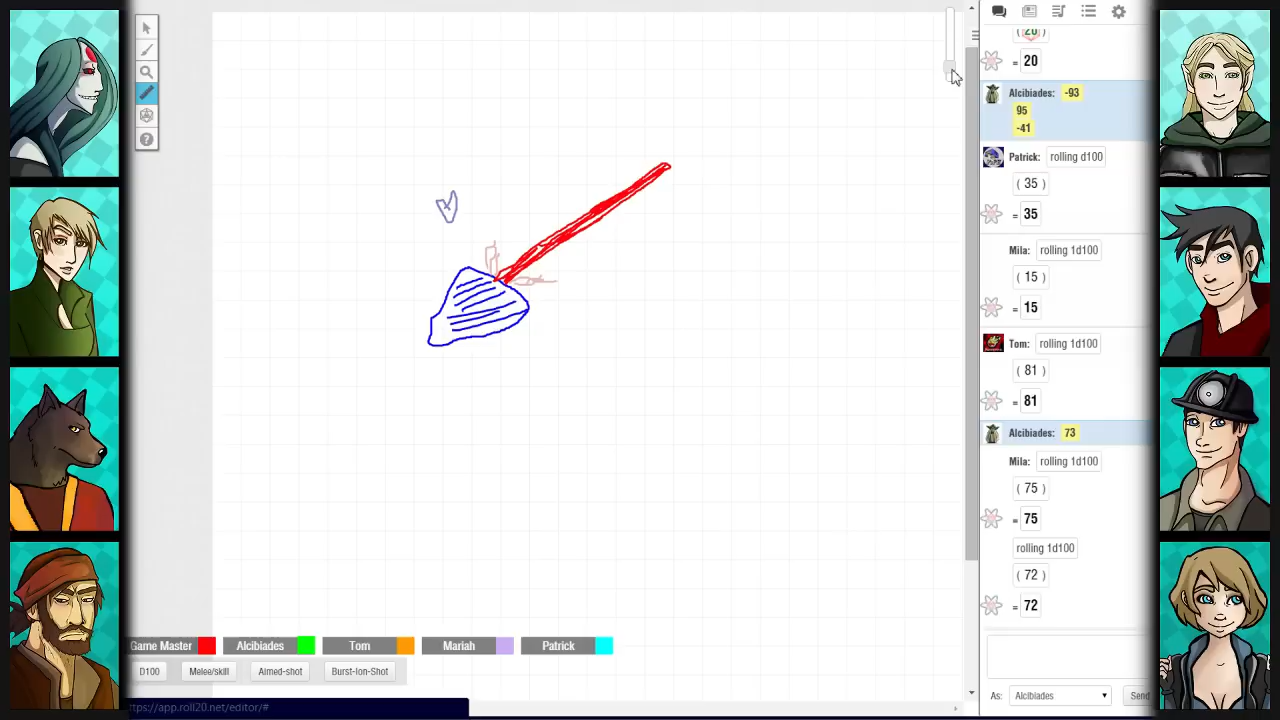 ( 20 )
= 20
Alcibiades: -93
95
-41
Patrick: rolling d100
( 35 )
= 35
Mila: rolling 1d100
( 15 )
= 15
Tom: rolling 1d100
( 81 )
= 81
Alcibiades: 73
Mila: rolling 1d100
( 75 )
= 75
rolling 1d100
( 72 )
= 72
Game Master Alcibiades Tom Mariah Patrick
D100 Melee/skill Aimed-shot Burst-Ion-Shot
As: Alcibiades Send
ttps://app.roll20.net/editor/#